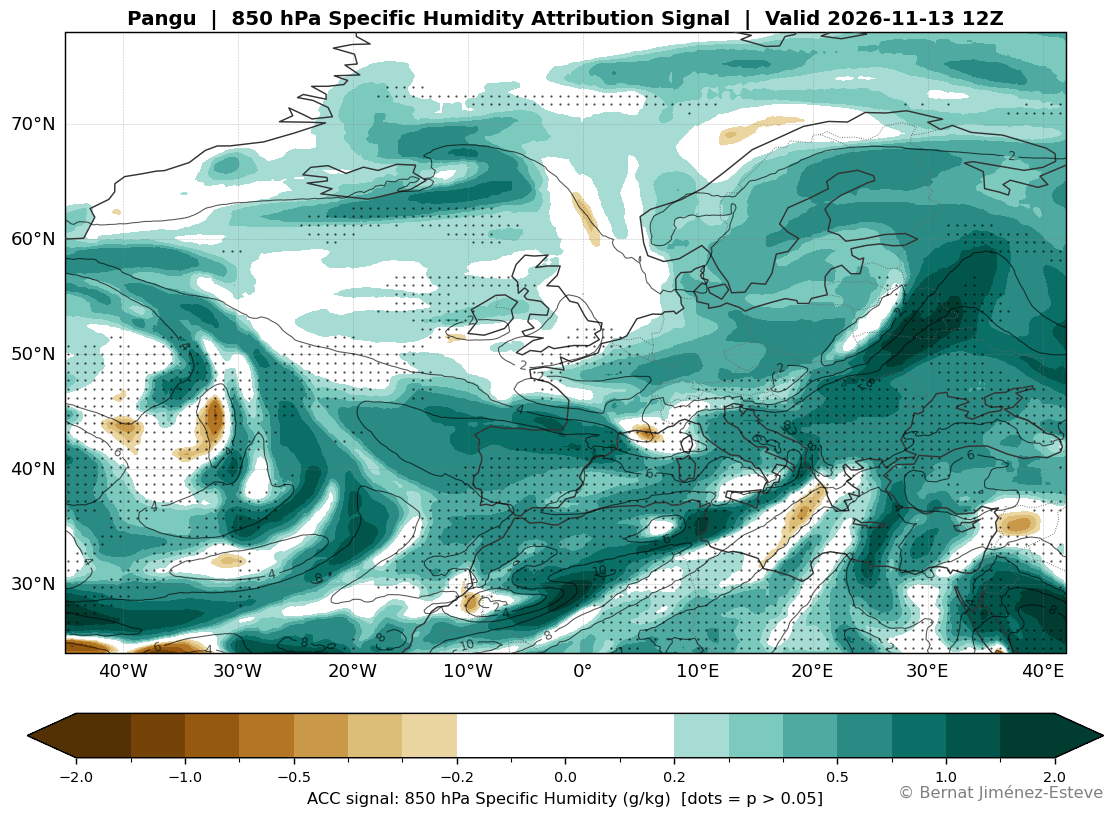 Pangu | 850 hPa Specific Humidity Attribution Signal | Valid 2026-11-13 12Z
70°N
60°N
50°N
40°N
30°N
40°W 30°W 20°W 10°W 0° 10°E 20°E 30°E 40°E
−2.0 −1.0 −0.5 −0.2 0.0 0.2 0.5 1.0 2.0
ACC signal: 850 hPa Specific Humidity (g/kg) [dots = p > 0.05]
© Bernat Jiménez-Esteve